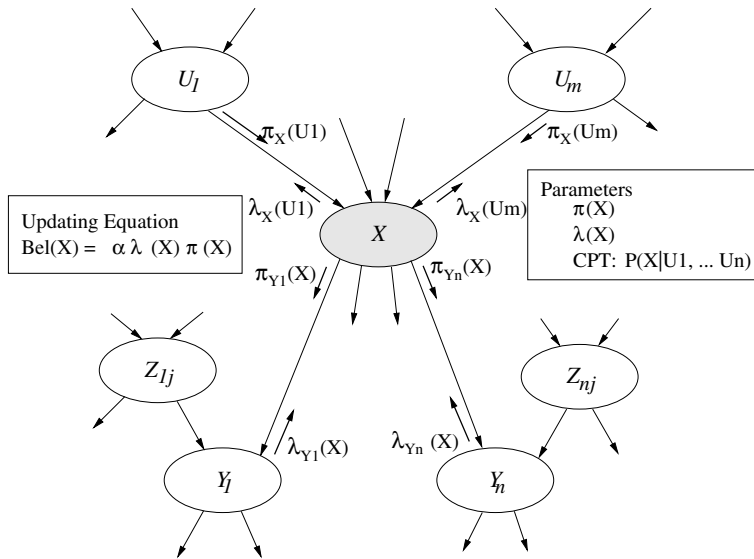 U1
Um
πX(U1)
πX(Um)
λX(U1)
λX(Um)
Updating Equation
Bel(X) = α λ (X) π (X)
X
Parameters
π(X)
λ(X)
CPT: P(X|U1, ... Un)
πY1(X)
πYn(X)
Z1j
Znj
λY1(X)
λYn (X)
Y1
Yn